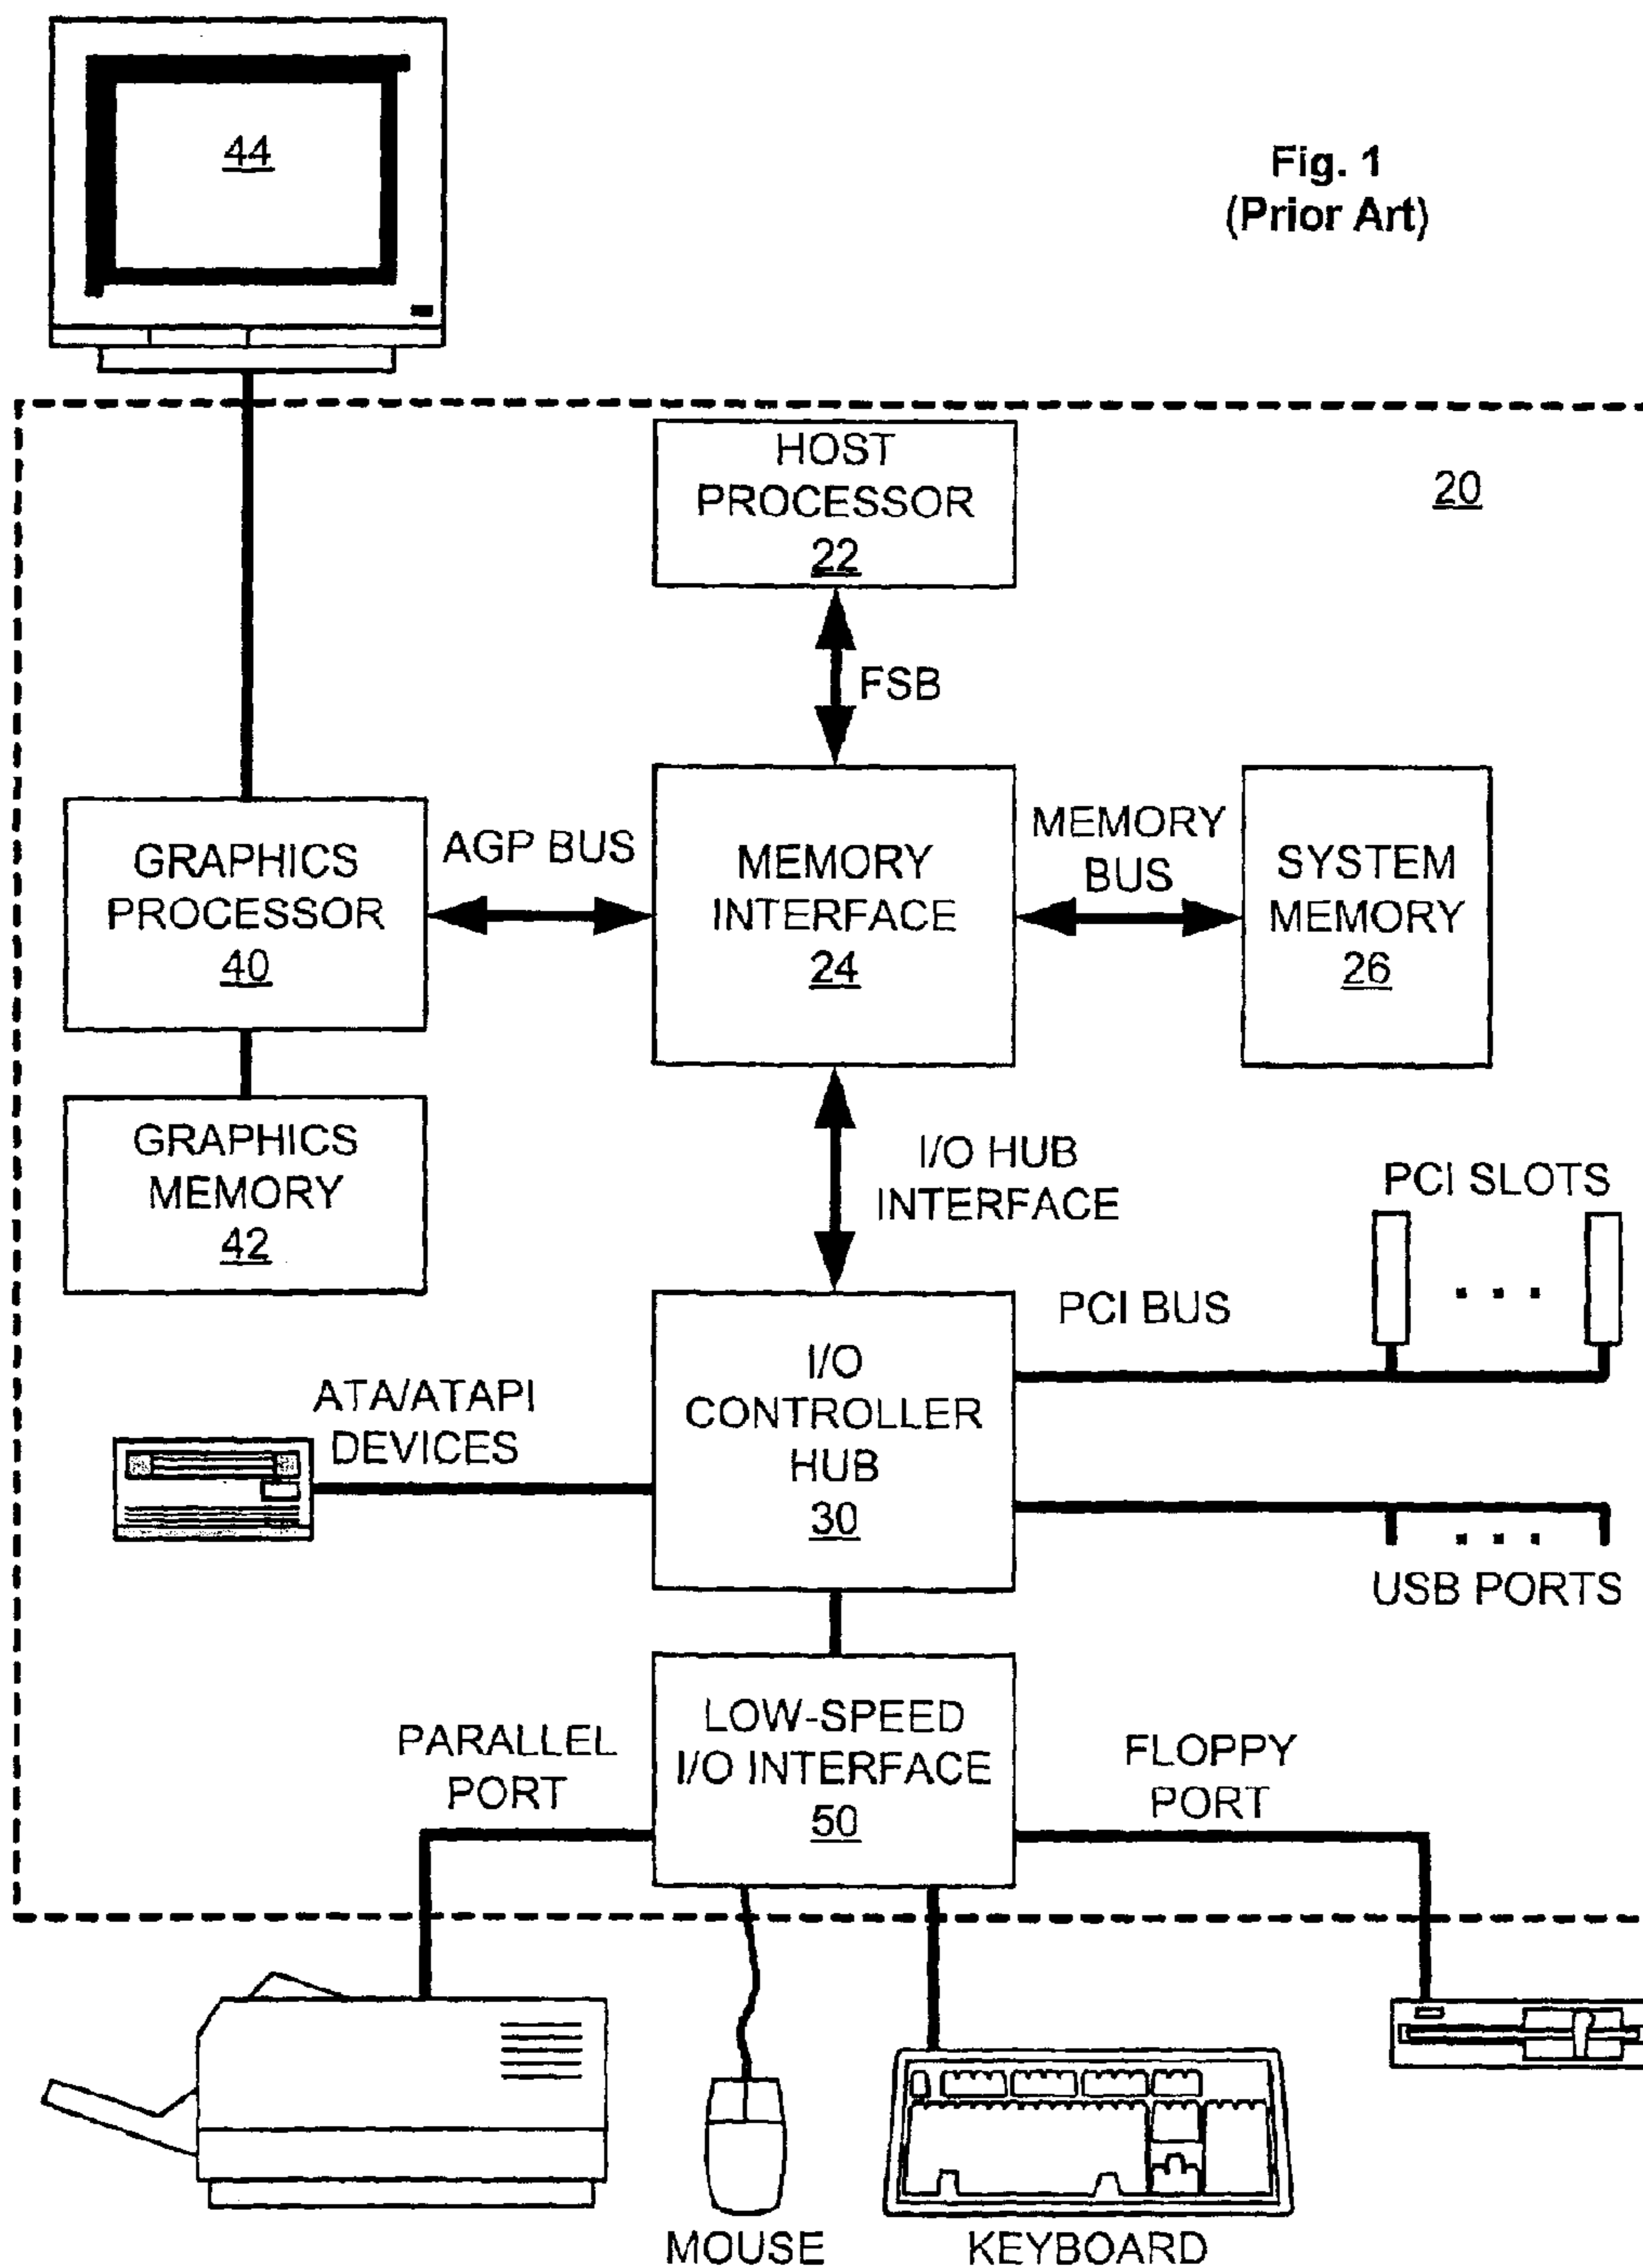 Fig. 1
(Prior Art)
44
20
HOST
PROCESSOR
22
FSB
GRAPHICS
PROCESSOR
40
AGP BUS
MEMORY
INTERFACE
24
MEMORY
BUS
SYSTEM
MEMORY
26
GRAPHICS
MEMORY
42
I/O HUB
INTERFACE
PCI SLOTS
PCI BUS
ATA/ATAPI
DEVICES
I/O
CONTROLLER
HUB
30
USB PORTS
PARALLEL
PORT
LOW-SPEED
I/O INTERFACE
50
FLOPPY
PORT
MOUSE
KEYBOARD